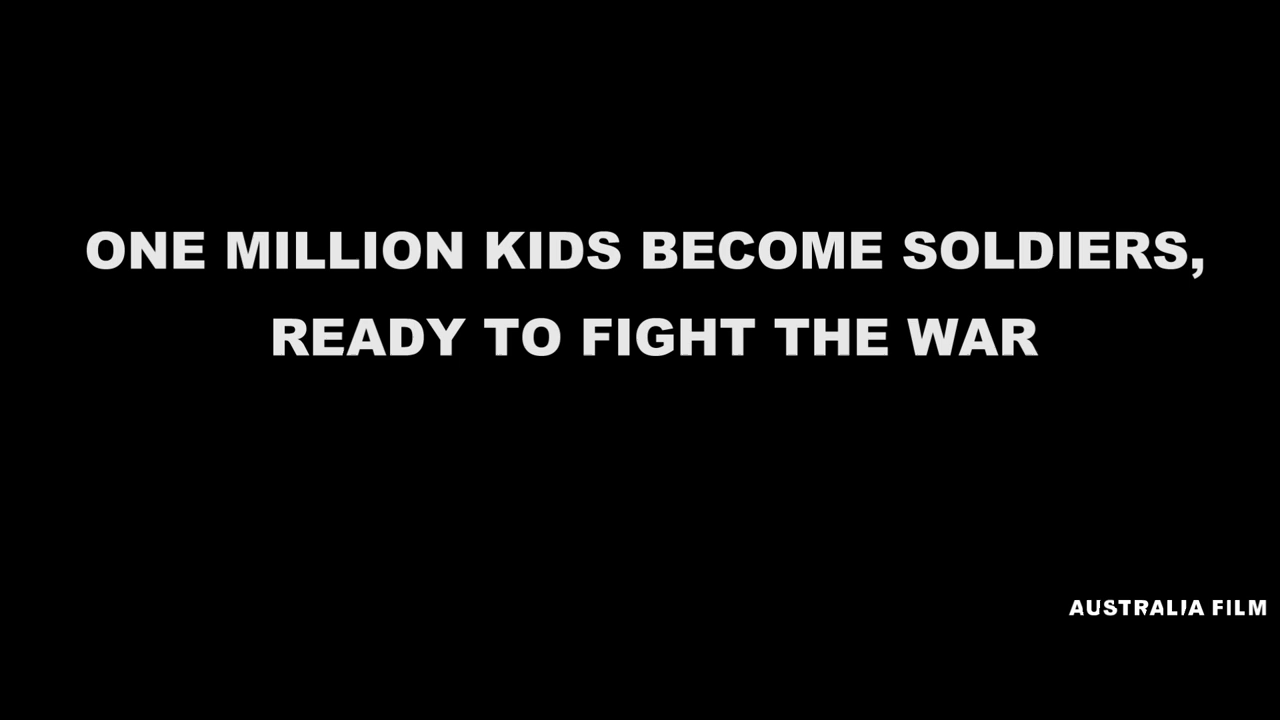 ONE MILLION KIDS BECOME SOLDIERS,
READY TO FIGHT THE WAR
AUSTRALIA FILM